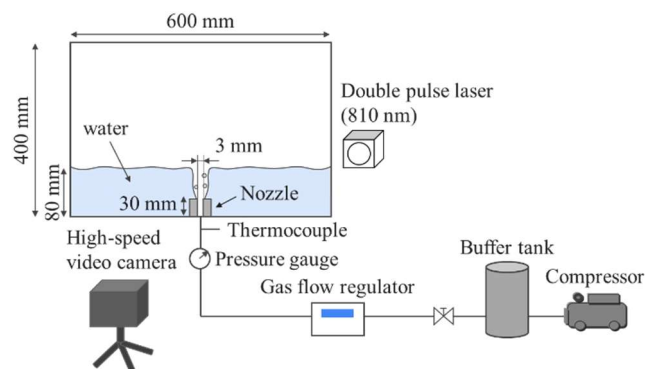 600 mm
400 mm
Double pulse laser
(810 nm)
water
3 mm
80 mm
30 mm
Nozzle
Thermocouple
High-speed
video camera
Pressure gauge
Gas flow regulator
Buffer tank
Compressor